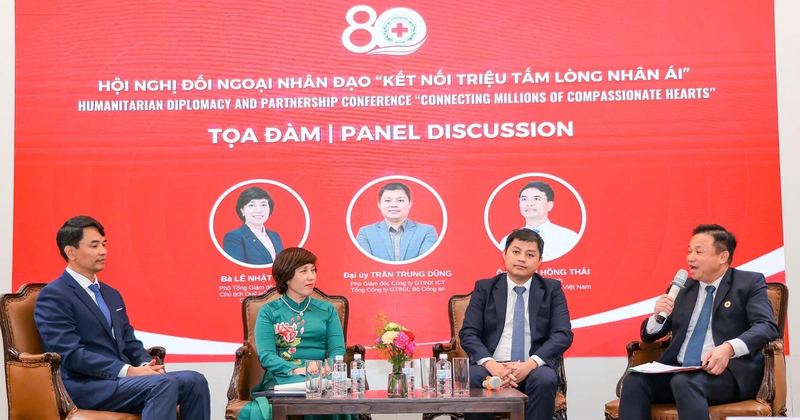 80
HỘI NGHỊ ĐỐI NGOẠI NHÂN ĐẠO “KẾT NỐI TRIỆU TẤM LÒNG NHÂN ÁI”
HUMANITARIAN DIPLOMACY AND PARTNERSHIP CONFERENCE “CONNECTING MILLIONS OF COMPASSIONATE HEARTS”
TỌA ĐÀM | PANEL DISCUSSION
Bà LÊ NHẬT
Phó Tổng Giám đố
Chủ tịch Quỹ H
Đại úy TRẦN TRUNG DŨNG
Phó Giám đốc Công ty GTINX ICT
Tổng Công ty GTINX, Bộ Công an
HỒNG THÁI
Việt Nam